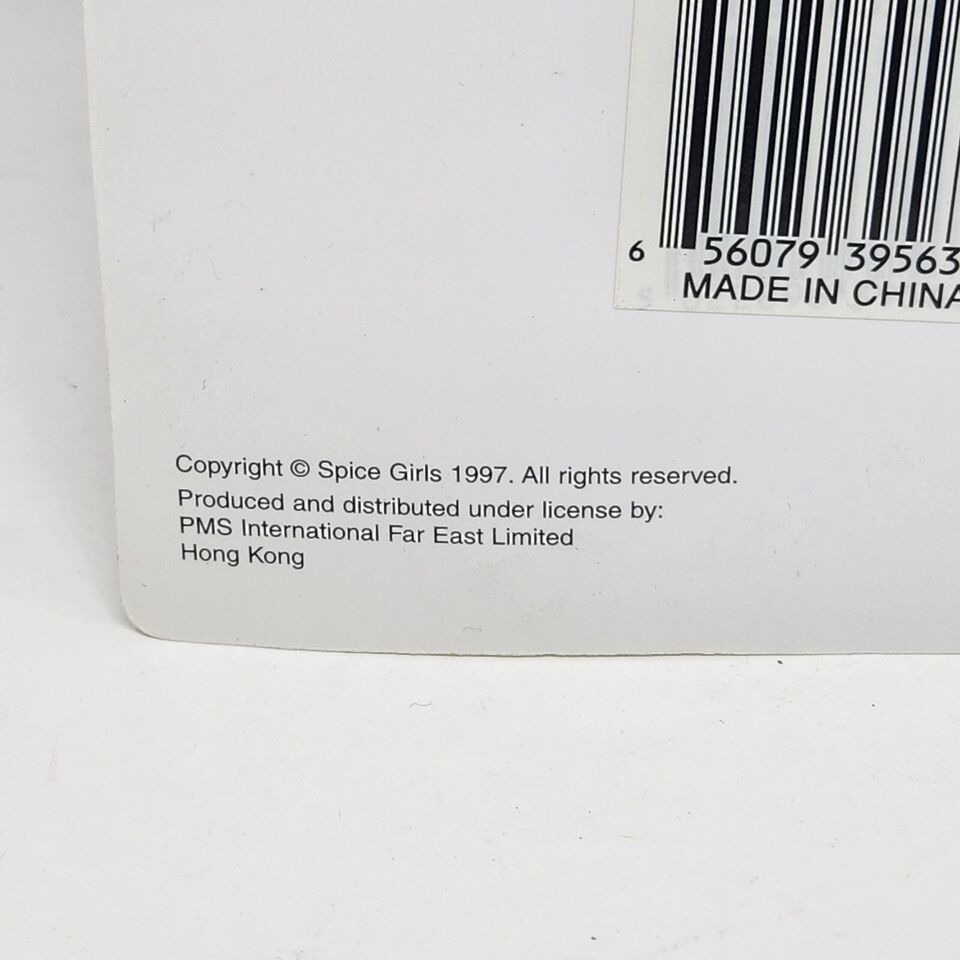 6 56079 39563
MADE IN CHINA
Copyright © Spice Girls 1997. All rights reserved.
Produced and distributed under license by:
PMS International Far East Limited
Hong Kong